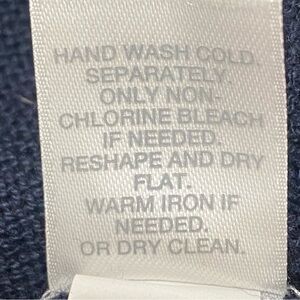 HAND WASH COLD.
SEPARATELY.
ONLY NON-
CHLORINE BLEACH
IF NEEDED.
RESHAPE AND DRY
FLAT.
WARM IRON IF
NEEDED.
OR DRY CLEAN.